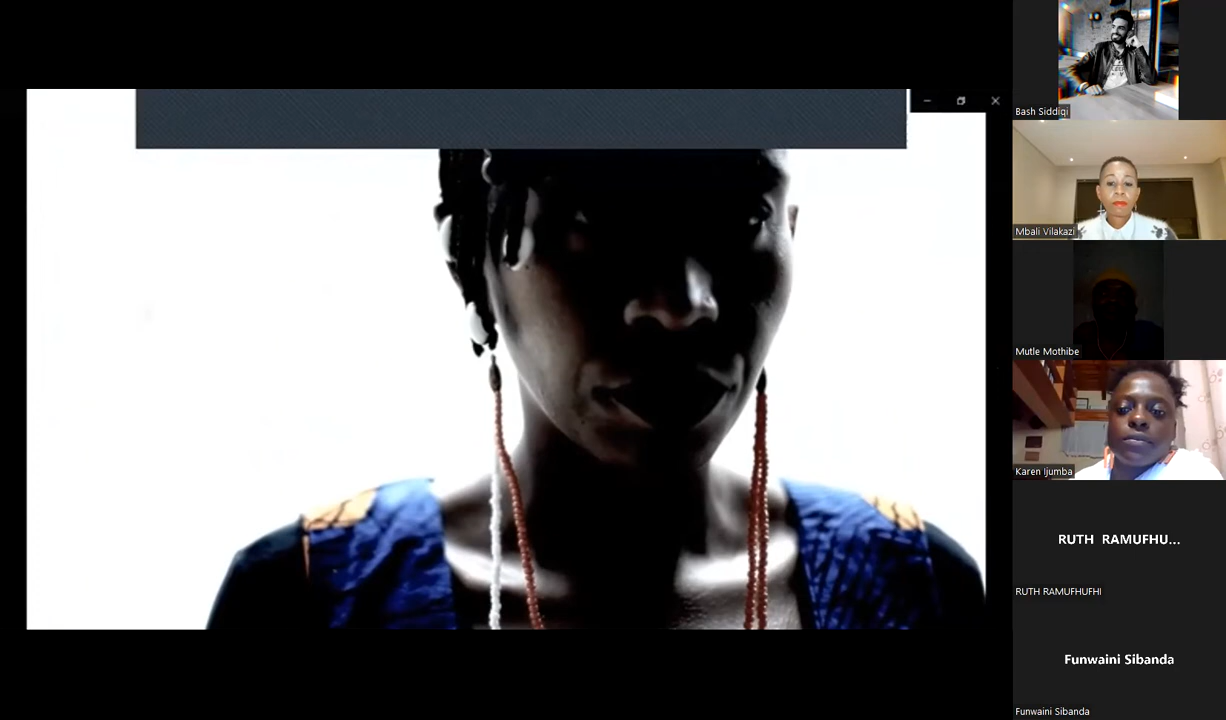 Bash Siddiqi
Mbali Vilakazi
Mutle Mothibe
Karen Ijumba
RUTH RAMUFHU...
RUTH RAMUFHUFHI
Funwaini Sibanda
Funwaini Sibanda